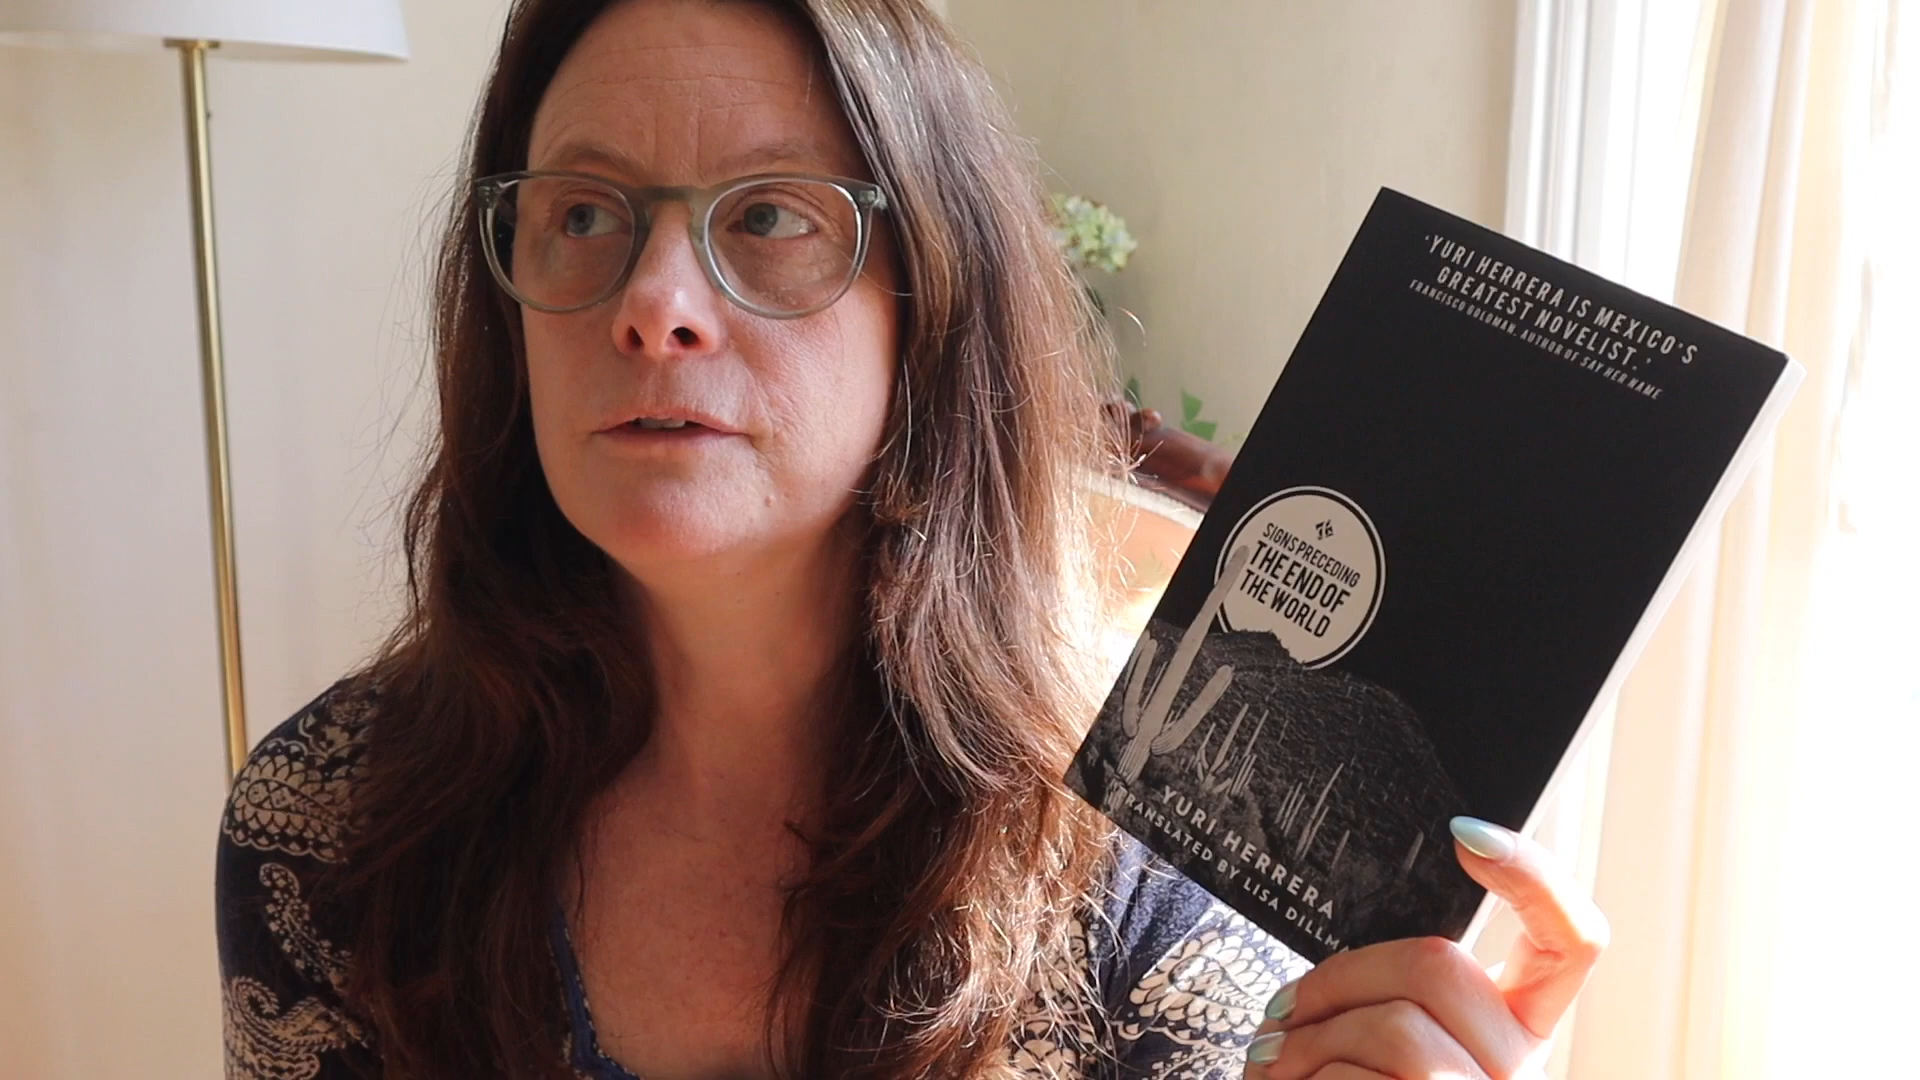 'YURI HERRERA IS MEXICO'S
GREATEST NOVELIST.'
FRANCISCO GOLDMAN, AUTHOR OF SAY HER NAME
SIGNS PRECEDING
THE END OF
THE WORLD
YURI HERRERA
TRANSLATED BY LISA